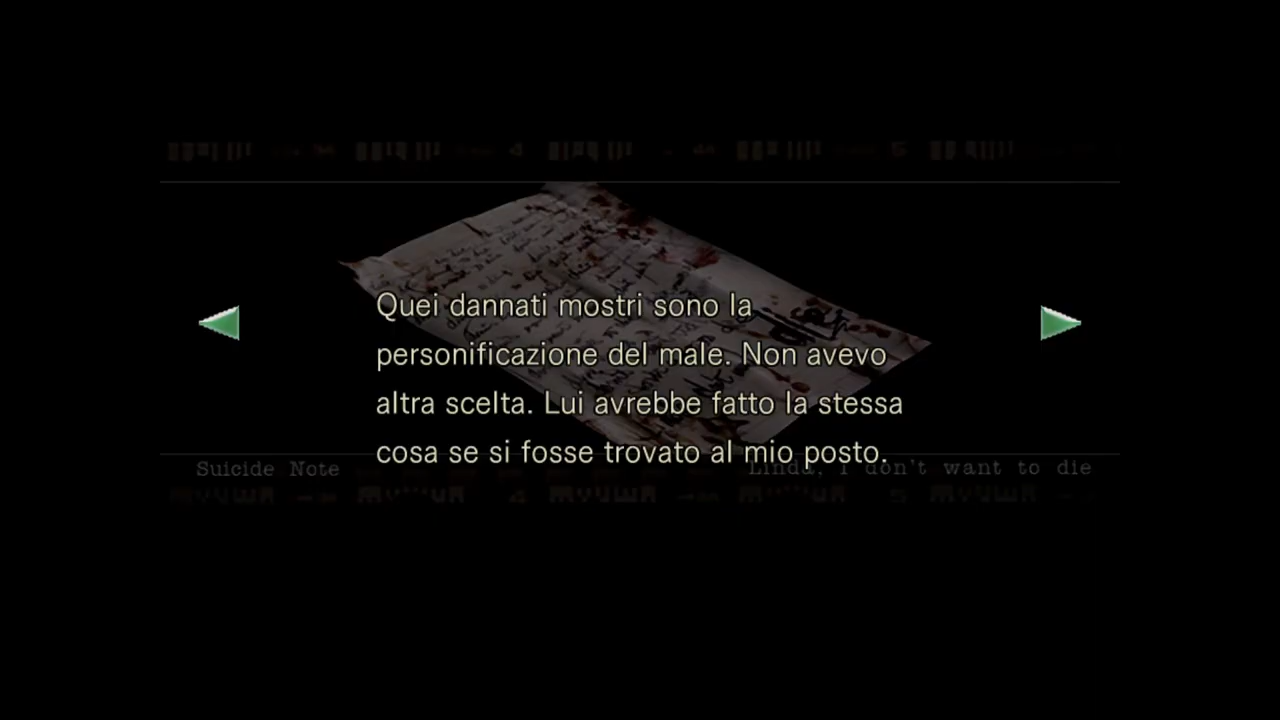 Quei dannati mostri sono la
personificazione del male. Non avevo
altra scelta. Lui avrebbe fatto la stessa
cosa se si fosse trovato al mio posto.
Suicide Note
Linda, I don't want to die